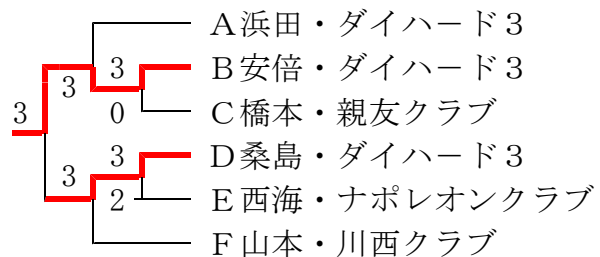 A浜田・ダイハード3
3 B安倍・ダイハード3
3
3 0 C橋本・親友クラブ
3 D桑島・ダイハード3
3
2 E西海・ナポレオンクラブ
F山本・川西クラブ